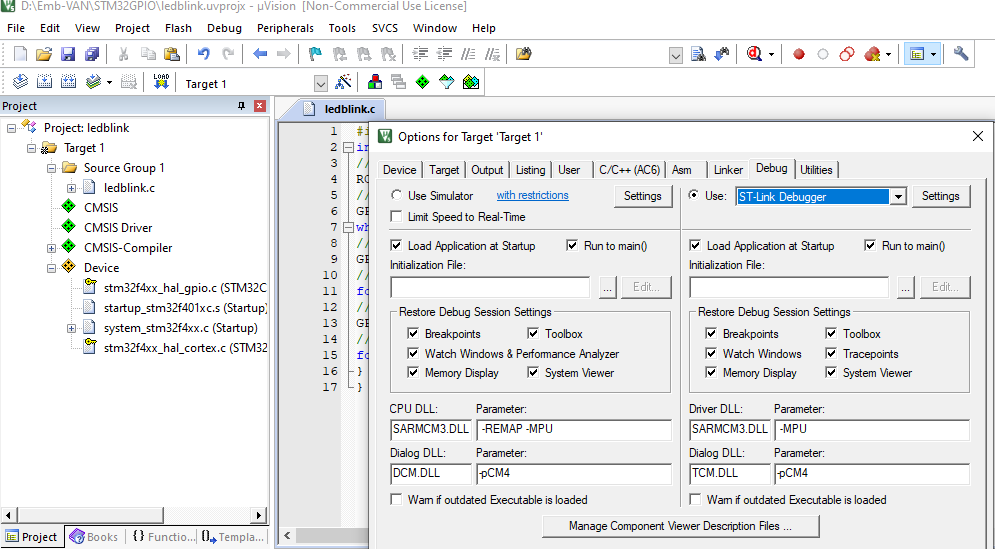 D:\Emb-VAN\STM32GPIO\ledblink.uvprojx - µVision [Non-Commercial Use License]
File Edit View Project Flash Debug Peripherals Tools SVCS Window Help
LOAD
Target 1
Project
Project: ledblink
Target 1
Source Group 1
ledblink.c
CMSIS
CMSIS Driver
CMSIS-Compiler
Device
stm32f4xx_hal_gpio.c (STM32C
startup_stm32f401xc.s (Startup)
system_stm32f4xx.c (Startup)
stm32f4xx_hal_cortex.c (STM32
Project Books {} Functio... Templa...
ledblink.c
1 #i
2 in
3 //
4 RC
5 //
6 GE
7 wh
8 //
9 GE
10 //
11 fo
12 //
13 GE
14 //
15 fo
16 }
17 }
Options for Target 'Target 1'
Device Target Output Listing User C/C++ (AC6) Asm Linker Debug Utilities
Use Simulator with restrictions Settings
Limit Speed to Real-Time
Load Application at Startup Run to main()
Initialization File:
... Edit...
Restore Debug Session Settings
Breakpoints Toolbox
Watch Windows & Performance Analyzer
Memory Display System Viewer
CPU DLL: Parameter:
SARMCM3.DLL -REMAP -MPU
Dialog DLL: Parameter:
DCM.DLL -pCM4
Warn if outdated Executable is loaded
Use: ST-Link Debugger Settings
Load Application at Startup Run to main()
Initialization File:
... Edit...
Restore Debug Session Settings
Breakpoints Toolbox
Watch Windows Tracepoints
Memory Display System Viewer
Driver DLL: Parameter:
SARMCM3.DLL -MPU
Dialog DLL: Parameter:
TCM.DLL -pCM4
Warn if outdated Executable is loaded
Manage Component Viewer Description Files ...